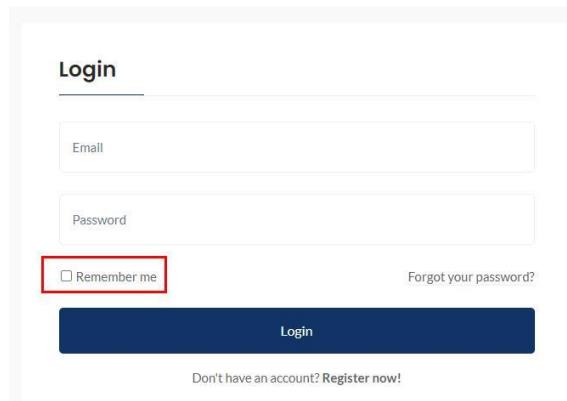 Login
Email
Password
Remember me
Forgot your password?
Login
Don't have an account? Register now!